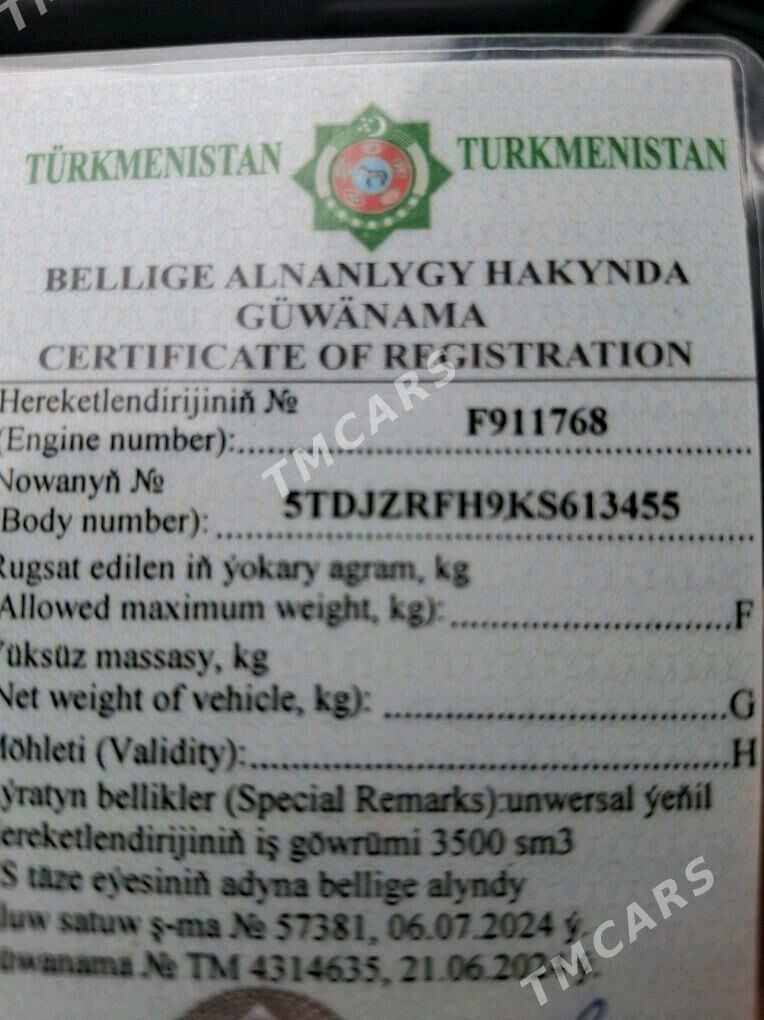 TÜRKMENISTAN TURKMENISTAN
BELLIGE ALNANLYGY HAKYNDA
GÜWÄNAMA
CERTIFICATE OF REGISTRATION
Hereketlendirijiniň №
(Engine number): F911768
Nowanyň №
(Body number): 5TDJZRFH9KS613455
Rugsat edilen iň ýokary agram, kg
(Allowed maximum weight, kg): F
Yüksüz massasy, kg
Net weight of vehicle, kg): G
Möhleti (Validity): H
ýratyn bellikler (Special Remarks): unwersal ýeňil
ereketlendirijiniň iş göwrümi 3500 sm3
S täze eýesiniň adyna bellige alyndy
luw satuw ş-ma № 57381, 06.07.2024 ý.
üwanama № TM 4314635, 21.06.2024 ý.
TMCARS
TMCARS
TMCARS